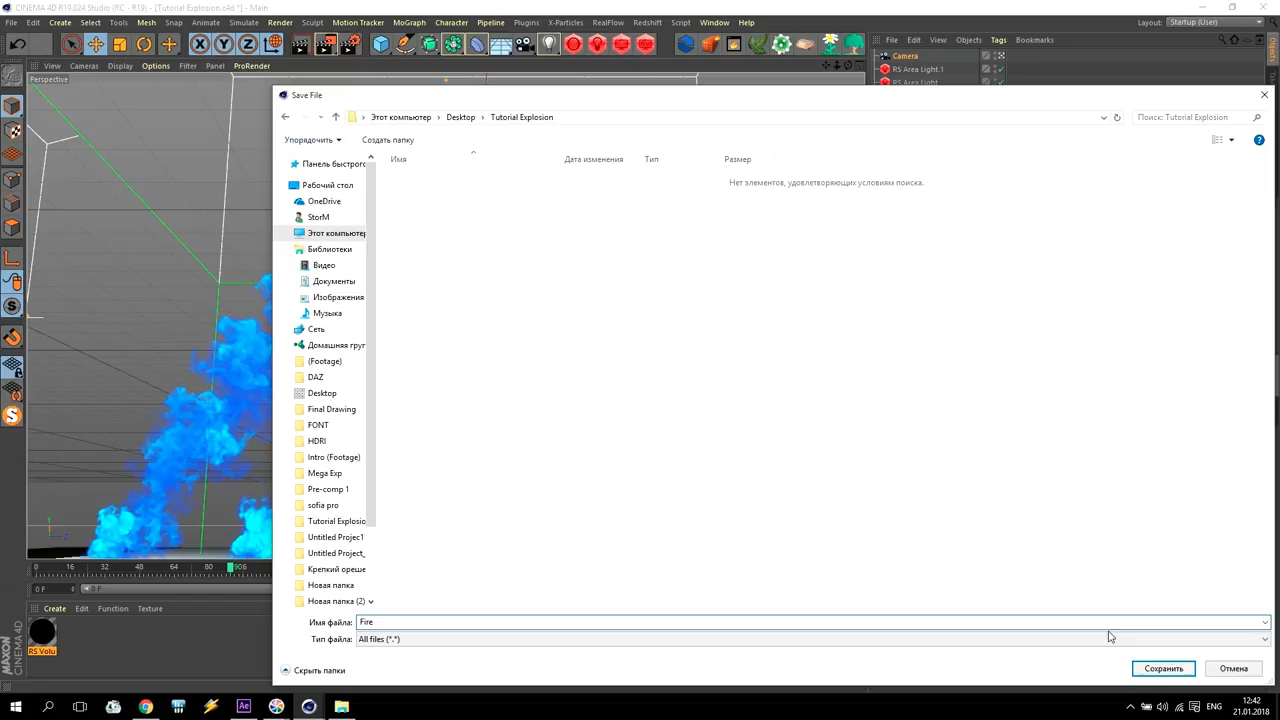 CINEMA 4D R19.024 Studio (RC - R19) - [Tutorial Explosion.c4d *] - Main
File Edit Create Select Tools Mesh Snap Animate Simulate Render Sculpt Motion Tracker MoGraph Character Pipeline Plugins X-Particles RealFlow Redshift Script Window Help Layout: Startup (User)
X Y Z
File Edit View Objects Tags Bookmarks
View Cameras Display Options Filter Panel ProRender
Camera
RS Area Light.1
RS Area Light
Objects
Perspective
Save File
Этот компьютер Desktop Tutorial Explosion
Поиск: Tutorial Explosion
Упорядочить Создать папку
Имя Дата изменения Тип Размер
Нет элементов, удовлетворяющих условиям поиска.
Панель быстрого
Рабочий стол
OneDrive
StorM
Этот компьютер
Библиотеки
Видео
Документы
Изображения
Музыка
Сеть
Домашняя груп
(Footage)
DAZ
Desktop
Final Drawing
FONT
HDRI
Intro (Footage)
Mega Exp
Pre-comp 1
sofia pro
Tutorial Explosio
Untitled Projec1
Untitled Project_
Крепкий ореше
Новая папка
Новая папка (2)
Имя файла: Fire
Тип файла: All files (*.*)
Скрыть папки
Сохранить Отмена
0 16 32 48 64 80 906
0 F 0 F
Create Edit Function Texture
RS Volu
MAXON CINEMA 4D
ENG
12:42
21.01.2018